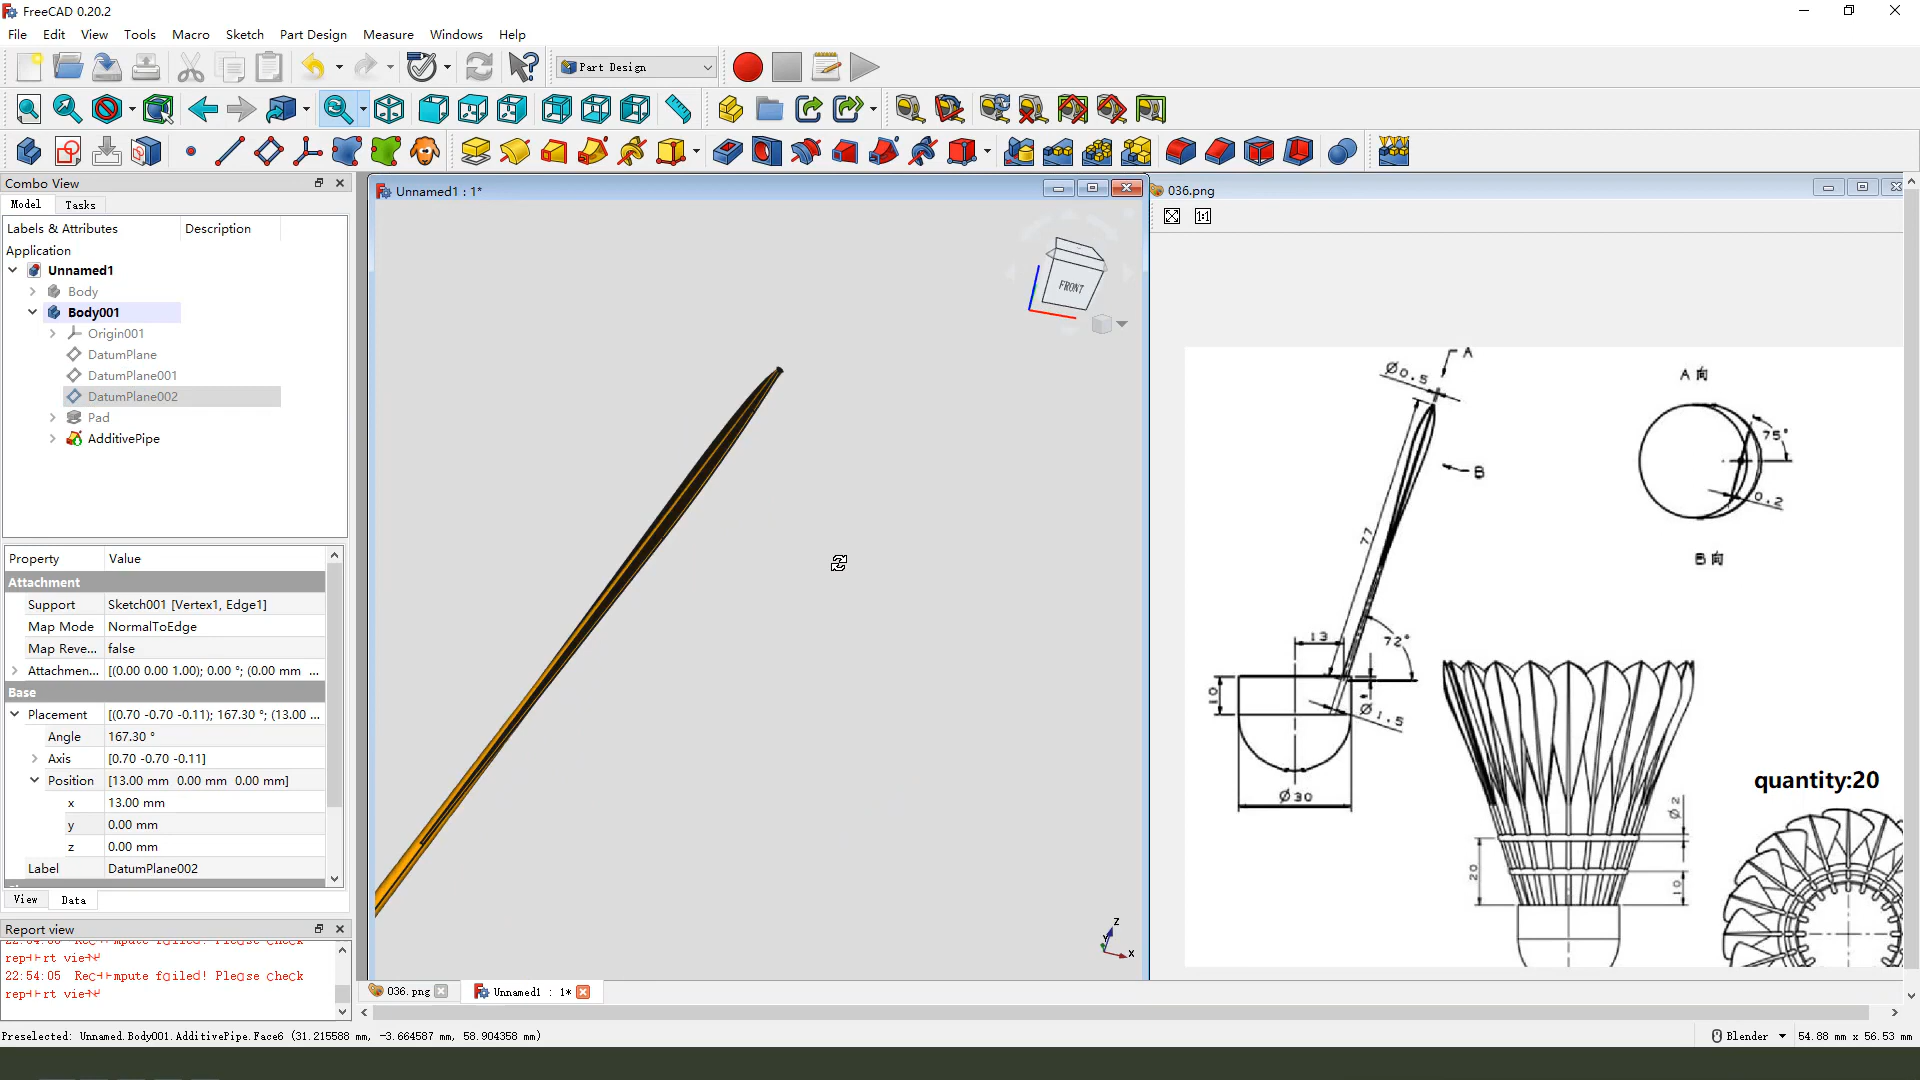 FreeCAD 0.20.2
File Edit View Tools Macro Sketch Part Design Measure Windows Help
Part Design
Combo View
Unnamed1 : 1*
036.png
Model Tasks
1:1
Labels & Attributes Description
Application
Unnamed1
Body
Body001
Origin001
DatumPlane
DatumPlane001
DatumPlane002
Pad
AdditivePipe
FRONT
Property Value
Attachment
Support Sketch001 [Vertex1, Edge1]
Map Mode NormalToEdge
Map Reve... false
Attachmen... [(0.00 0.00 1.00); 0.00 °; (0.00 mm ...
Base
Placement [(0.70 -0.70 -0.11); 167.30 °; (13.00 ...
Angle 167.30 °
Axis [0.70 -0.70 -0.11]
Position [13.00 mm 0.00 mm 0.00 mm]
x 13.00 mm
y 0.00 mm
z 0.00 mm
Label DatumPlane002
View Data
Report view
22:54:05
Z
Y
X
A
Ø0.5
A 向
75°
B
0.2
77
B 向
13
72°
10
1
Ø1.5
Ø30
quantity:20
Ø2
20
10
036.png Unnamed1 : 1*
Preselected: Unnamed.Body001.AdditivePipe.Face6 (31.215588 mm, -3.664587 mm, 58.904358 mm)
Blender 54.88 mm x 56.53 mm